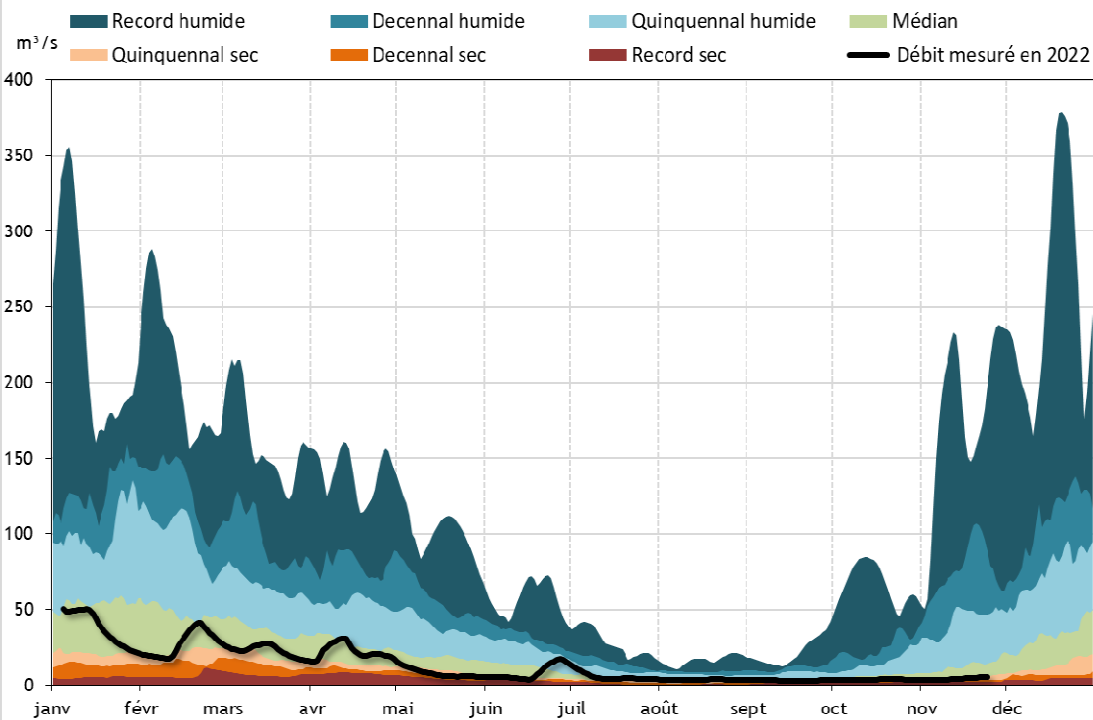 Record humide Decennal humide Quinquennal humide Médian
m³/s
Quinquennal sec Decennal sec Record sec Débit mesuré en 2022
400
350
300
250
200
150
100
50
0
janv févr mars avr mai juin juil août sept oct nov déc